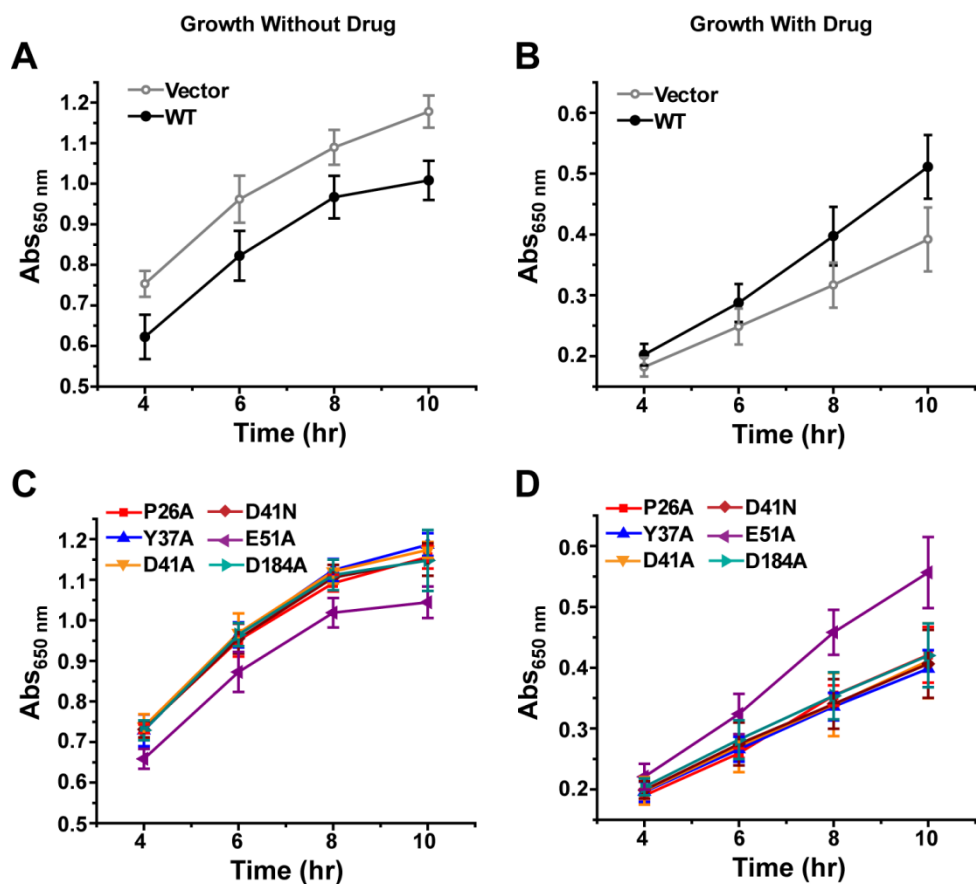 Growth Without Drug
Growth With Drug
A
B
Vector
WT
1.2
1.1
1.0
0.9
0.8
0.7
0.6
0.5
Abs650 nm
4 6 8 10
Time (hr)
Vector
WT
0.6
0.5
0.4
0.3
0.2
Abs650 nm
4 6 8 10
Time (hr)
C
D
P26A D41N
Y37A E51A
D41A D184A
1.2
1.1
1.0
0.9
0.8
0.7
0.6
0.5
Abs650 nm
4 6 8 10
Time (hr)
P26A D41N
Y37A E51A
D41A D184A
0.6
0.5
0.4
0.3
0.2
Abs650 nm
4 6 8 10
Time (hr)